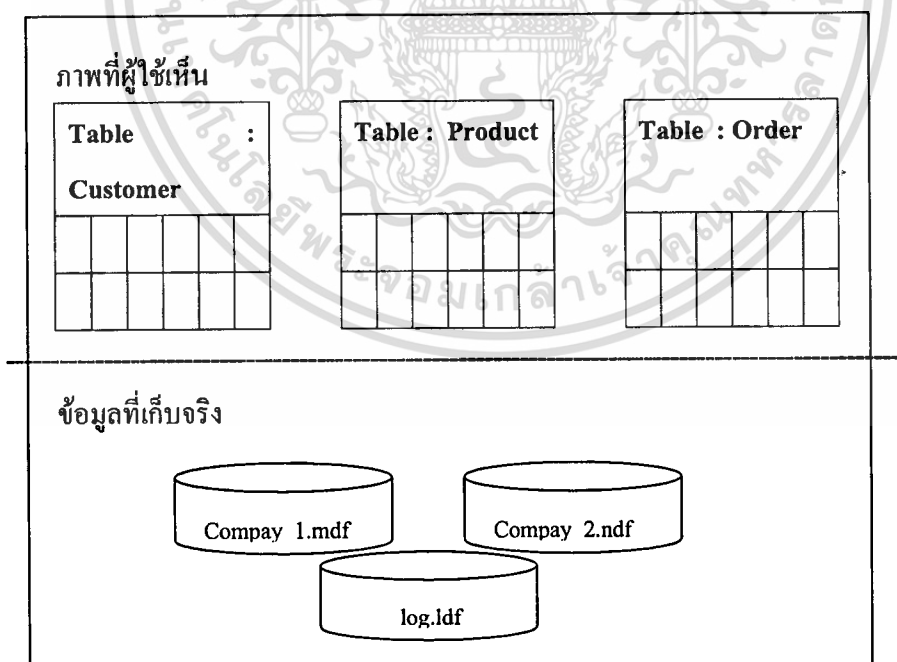 ภาพที่ผู้ใช้เห็น
Table :
Customer
Table : Product
Table : Order
ข้อมูลที่เก็บจริง
Compay 1.mdf
Compay 2.ndf
log.ldf